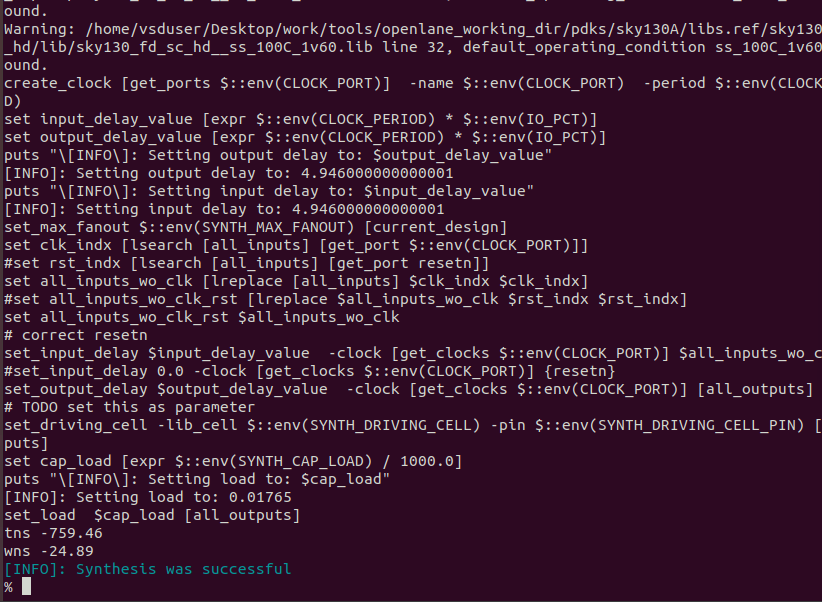 ound.
Warning: /home/vsduser/Desktop/work/tools/openlane_working_dir/pdks/sky130A/libs.ref/sky130
_hd/lib/sky130_fd_sc_hd__ss_100C_1v60.lib line 32, default_operating_condition ss_100C_1v60
ound.
create_clock [get_ports $::env(CLOCK_PORT)]  -name $::env(CLOCK_PORT)  -period $::env(CLOCK
D)
set input_delay_value [expr $::env(CLOCK_PERIOD) * $::env(IO_PCT)]
set output_delay_value [expr $::env(CLOCK_PERIOD) * $::env(IO_PCT)]
puts "\[INFO\]: Setting output delay to: $output_delay_value"
[INFO]: Setting output delay to: 4.946000000000001
puts "\[INFO\]: Setting input delay to: $input_delay_value"
[INFO]: Setting input delay to: 4.946000000000001
set_max_fanout $::env(SYNTH_MAX_FANOUT) [current_design]
set clk_indx [lsearch [all_inputs] [get_port $::env(CLOCK_PORT)]]
#set rst_indx [lsearch [all_inputs] [get_port resetn]]
set all_inputs_wo_clk [lreplace [all_inputs] $clk_indx $clk_indx]
#set all_inputs_wo_clk_rst [lreplace $all_inputs_wo_clk $rst_indx $rst_indx]
set all_inputs_wo_clk_rst $all_inputs_wo_clk
# correct resetn
set_input_delay $input_delay_value  -clock [get_clocks $::env(CLOCK_PORT)] $all_inputs_wo_c
#set_input_delay 0.0 -clock [get_clocks $::env(CLOCK_PORT)] {resetn}
set_output_delay $output_delay_value  -clock [get_clocks $::env(CLOCK_PORT)] [all_outputs]
# TODO set this as parameter
set_driving_cell -lib_cell $::env(SYNTH_DRIVING_CELL) -pin $::env(SYNTH_DRIVING_CELL_PIN) [
puts]
set cap_load [expr $::env(SYNTH_CAP_LOAD) / 1000.0]
puts "\[INFO\]: Setting load to: $cap_load"
[INFO]: Setting load to: 0.01765
set_load  $cap_load [all_outputs]
tns -759.46
wns -24.89
[INFO]: Synthesis was successful
%